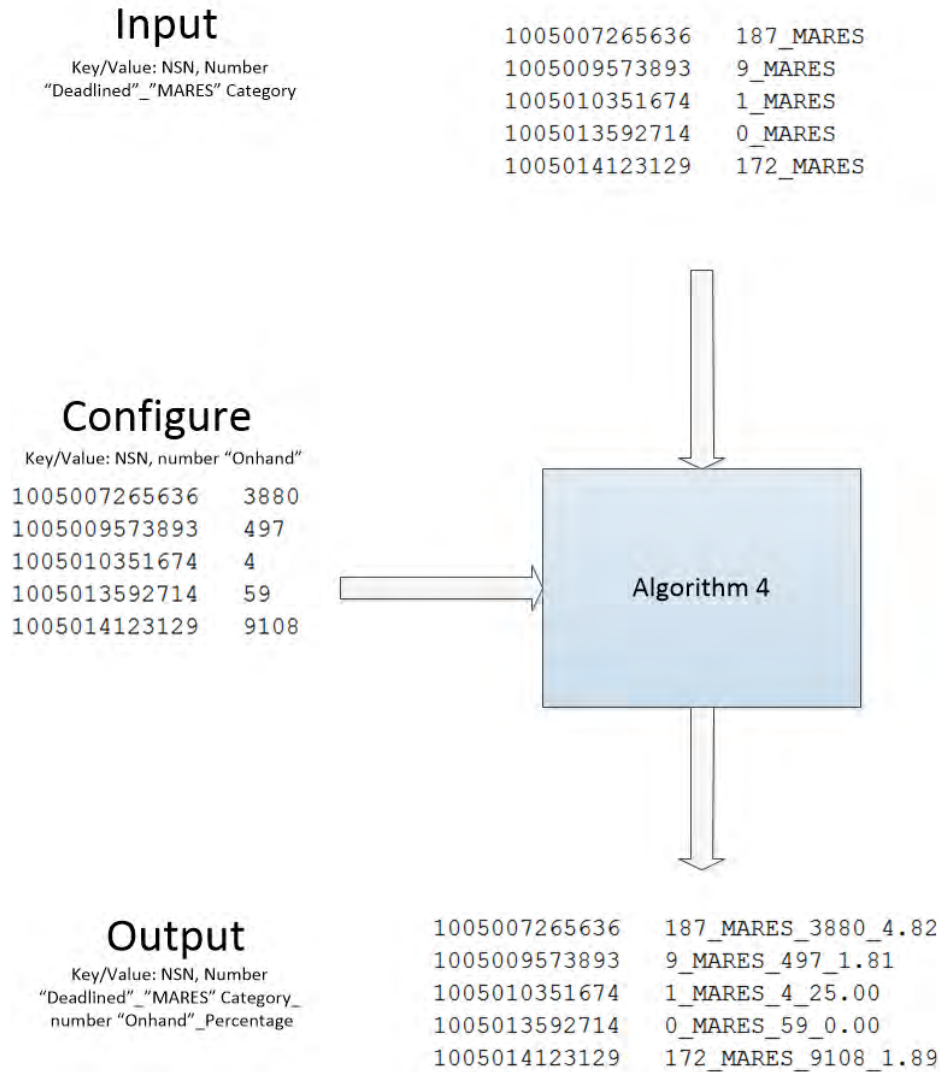 Input
Key/Value: NSN, Number
“Deadlined”_”MARES” Category
1005007265636 187_MARES
1005009573893 9_MARES
1005010351674 1_MARES
1005013592714 0_MARES
1005014123129 172_MARES
Configure
Key/Value: NSN, number “Onhand”
1005007265636 3880
1005009573893 497
1005010351674 4
1005013592714 59
1005014123129 9108
Algorithm 4
Output
Key/Value: NSN, Number
“Deadlined”_”MARES” Category_
number “Onhand”_Percentage
1005007265636 187_MARES_3880_4.82
1005009573893 9_MARES_497_1.81
1005010351674 1_MARES_4_25.00
1005013592714 0_MARES_59_0.00
1005014123129 172_MARES_9108_1.89